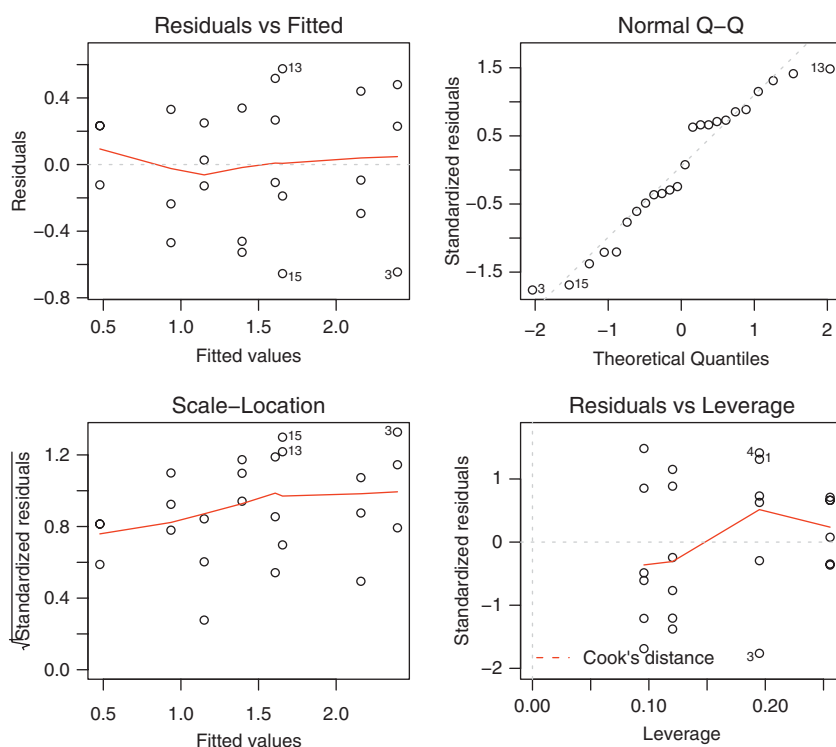 Residuals vs Fitted
Residuals
0.4
0.0
−0.4
−0.8
13
15
3
0.5 1.0 1.5 2.0
Fitted values
Normal Q−Q
Standardized residuals
1.5
0.5
−0.5
−1.5
13
15
3
−2 −1 0 1 2
Theoretical Quantiles
Scale−Location
√Standardized residuals
1.2
0.8
0.4
0.0
15
13
3
0.5 1.0 1.5 2.0
Fitted values
Residuals vs Leverage
Standardized residuals
1
0
−1
−2
4
1
3
Cook's distance
0.00 0.10 0.20
Leverage